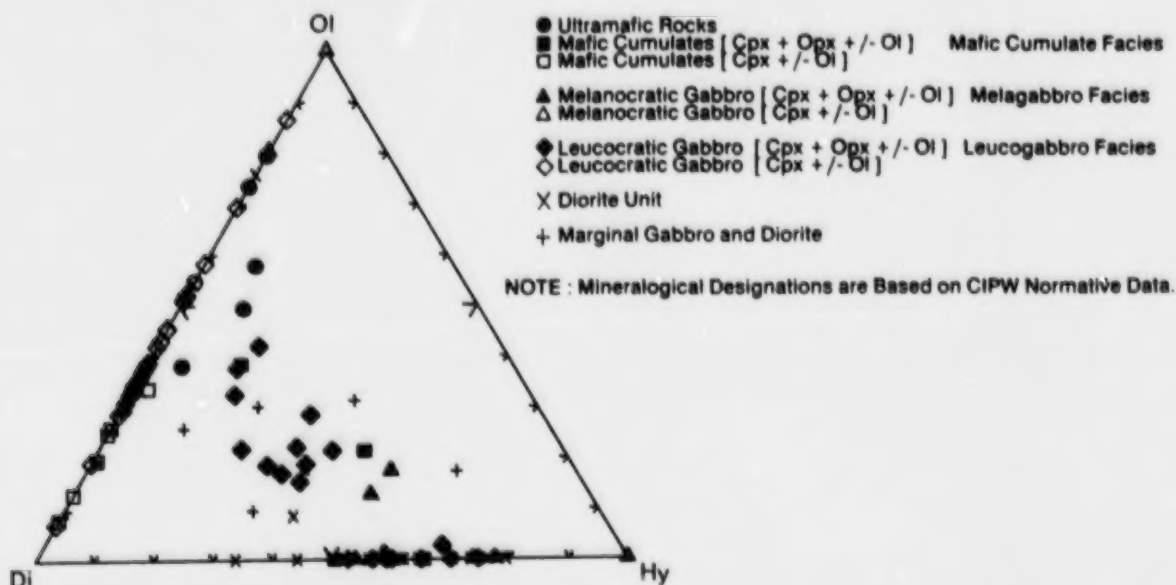 Ol
Ultramafic Rocks
Mafic Cumulates [ Cpx + Opx +/- Ol ] Mafic Cumulate Facies
Mafic Cumulates [ Cpx +/- Ol ]
Melanocratic Gabbro [ Cpx + Opx +/- Ol ] Melagabbro Facies
Melanocratic Gabbro [ Cpx +/- Ol ]
Leucocratic Gabbro [ Cpx + Opx +/- Ol ] Leucogabbro Facies
Leucocratic Gabbro [ Cpx +/- Ol ]
Diorite Unit
Marginal Gabbro and Diorite
NOTE : Mineralogical Designations are Based on CIPW Normative Data.
Di
Hy